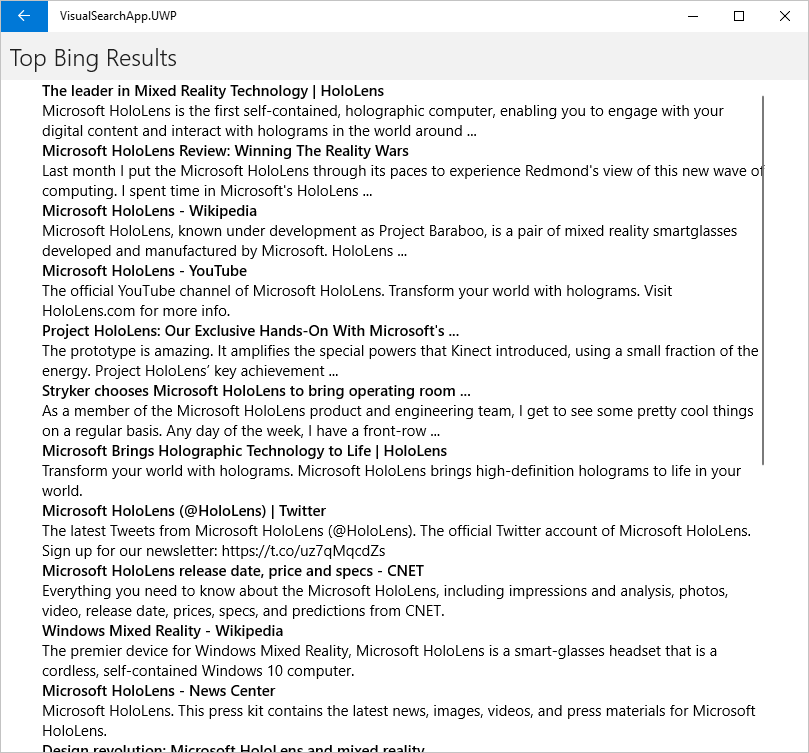 VisualSearchApp.UWP
Top Bing Results
The leader in Mixed Reality Technology | HoloLens
Microsoft HoloLens is the first self-contained, holographic computer, enabling you to engage with your
digital content and interact with holograms in the world around ...
Microsoft HoloLens Review: Winning The Reality Wars
Last month I put the Microsoft HoloLens through its paces to experience Redmond's view of this new wave of
computing. I spent time in Microsoft's HoloLens ...
Microsoft HoloLens - Wikipedia
Microsoft HoloLens, known under development as Project Baraboo, is a pair of mixed reality smartglasses
developed and manufactured by Microsoft. HoloLens ...
Microsoft HoloLens - YouTube
The official YouTube channel of Microsoft HoloLens. Transform your world with holograms. Visit
HoloLens.com for more info.
Project HoloLens: Our Exclusive Hands-On With Microsoft's ...
The prototype is amazing. It amplifies the special powers that Kinect introduced, using a small fraction of the
energy. Project HoloLens’ key achievement ...
Stryker chooses Microsoft HoloLens to bring operating room ...
As a member of the Microsoft HoloLens product and engineering team, I get to see some pretty cool things
on a regular basis. Any day of the week, I have a front-row ...
Microsoft Brings Holographic Technology to Life | HoloLens
Transform your world with holograms. Microsoft HoloLens brings high-definition holograms to life in your
world.
Microsoft HoloLens (@HoloLens) | Twitter
The latest Tweets from Microsoft HoloLens (@HoloLens). The official Twitter account of Microsoft HoloLens.
Sign up for our newsletter: https://t.co/uz7qMqcdZs
Microsoft HoloLens release date, price and specs - CNET
Everything you need to know about the Microsoft HoloLens, including impressions and analysis, photos,
video, release date, prices, specs, and predictions from CNET.
Windows Mixed Reality - Wikipedia
The premier device for Windows Mixed Reality, Microsoft HoloLens is a smart-glasses headset that is a
cordless, self-contained Windows 10 computer.
Microsoft HoloLens - News Center
Microsoft HoloLens. This press kit contains the latest news, images, videos, and press materials for Microsoft
HoloLens.
Design revolution: Microsoft HoloLens and mixed reality